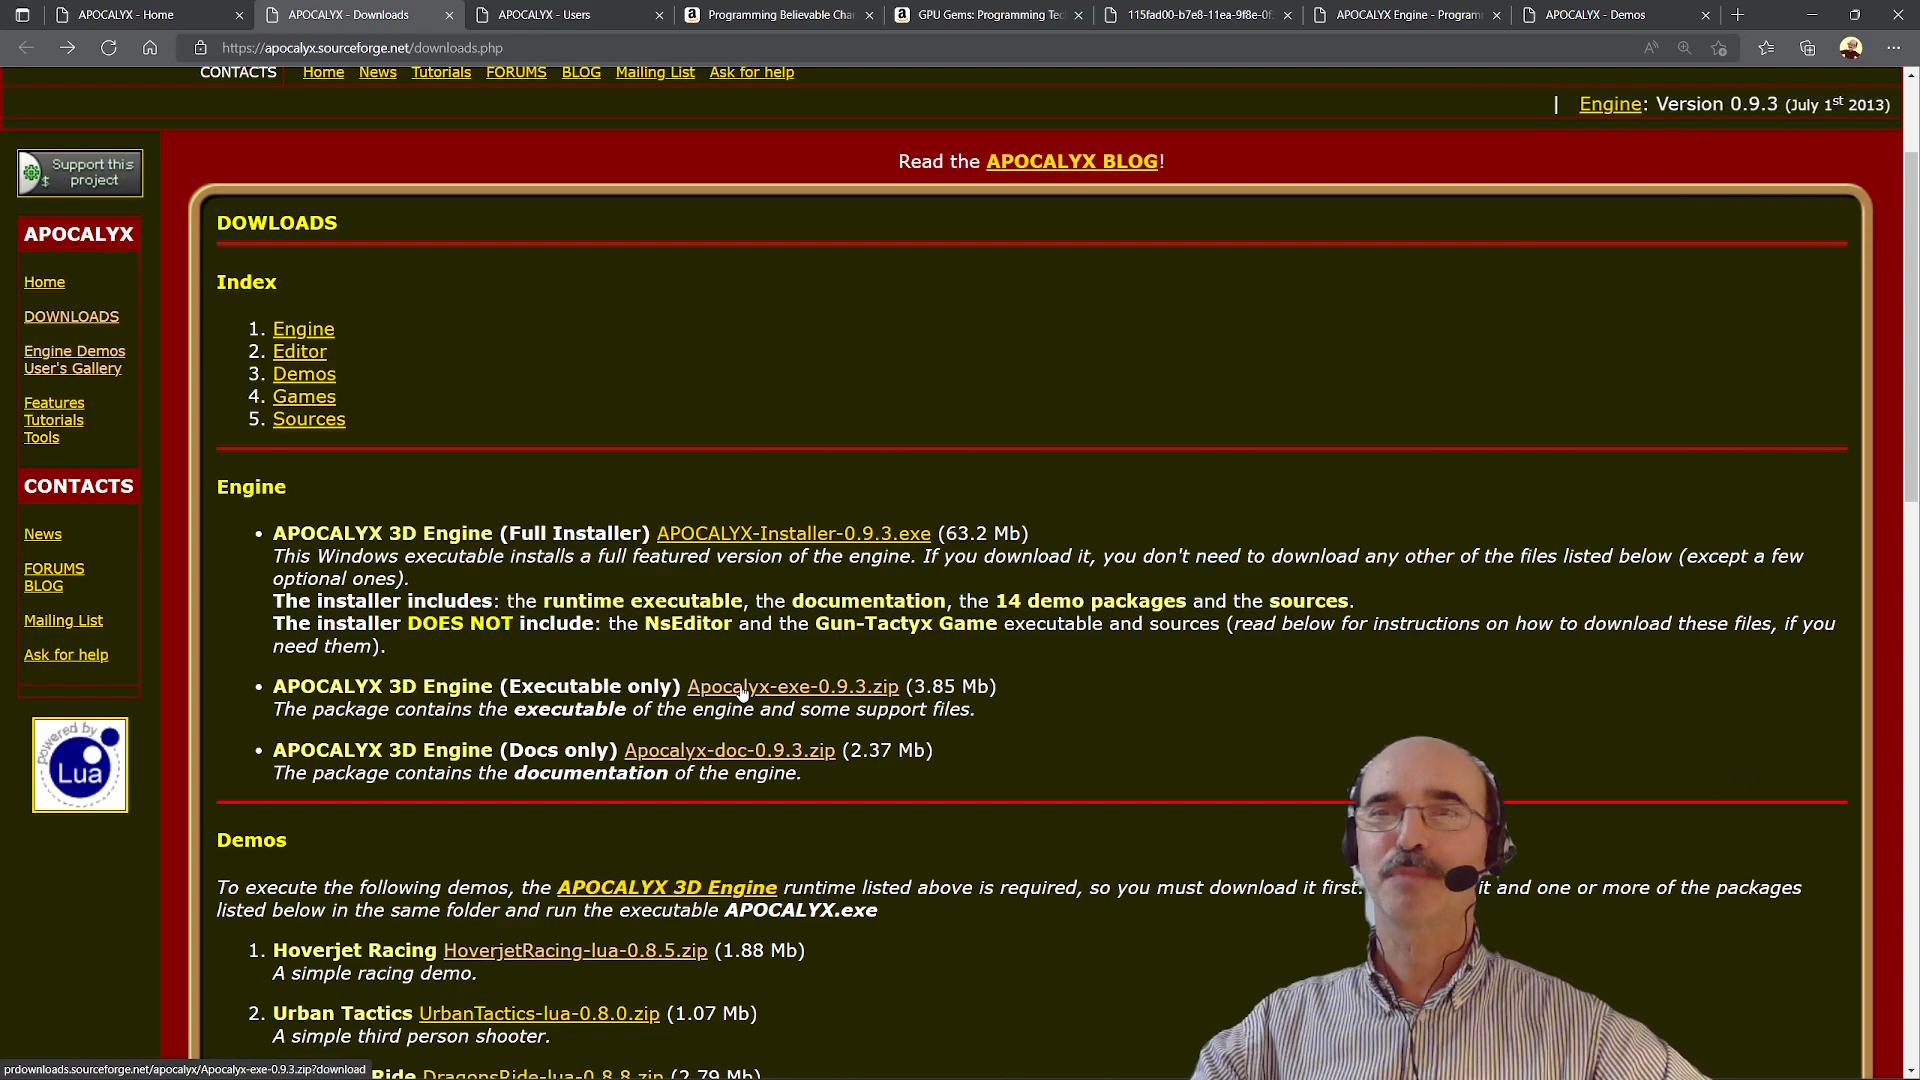 APOCALYX - Home
APOCALYX - Downloads
APOCALYX - Users
Programming Believable Cha
GPU Gems: Programming Te
115fad00-b7e8-11ea-9f8e-0f
APOCALYX Engine - Program
APOCALYX - Demos
https://apocalyx.sourceforge.net/downloads.php
CONTACTS Home News Tutorials FORUMS BLOG Mailing List Ask for help
| Engine: Version 0.9.3 (July 1st 2013)
Support this
project
Read the APOCALYX BLOG!
APOCALYX
Home
DOWNLOADS
Engine Demos
User's Gallery
Features
Tutorials
Tools
CONTACTS
News
FORUMS
BLOG
Mailing List
Ask for help
Powered by
Lua
DOWLOADS
Index
1. Engine
2. Editor
3. Demos
4. Games
5. Sources
Engine
• APOCALYX 3D Engine (Full Installer) APOCALYX-Installer-0.9.3.exe (63.2 Mb)
This Windows executable installs a full featured version of the engine. If you download it, you don't need to download any other of the files listed below (except a few
optional ones).
The installer includes: the runtime executable, the documentation, the 14 demo packages and the sources.
The installer DOES NOT include: the NsEditor and the Gun-Tactyx Game executable and sources (read below for instructions on how to download these files, if you
need them).
• APOCALYX 3D Engine (Executable only) Apocalyx-exe-0.9.3.zip (3.85 Mb)
The package contains the executable of the engine and some support files.
• APOCALYX 3D Engine (Docs only) Apocalyx-doc-0.9.3.zip (2.37 Mb)
The package contains the documentation of the engine.
Demos
To execute the following demos, the APOCALYX 3D Engine runtime listed above is required, so you must download it first. it and one or more of the packages
listed below in the same folder and run the executable APOCALYX.exe
1. Hoverjet Racing HoverjetRacing-lua-0.8.5.zip (1.88 Mb)
A simple racing demo.
2. Urban Tactics UrbanTactics-lua-0.8.0.zip (1.07 Mb)
A simple third person shooter.
Ride DragonsRide-lua-0.8.8.zip (2.79 Mb)
prdownloads.sourceforge.net/apocalyx/Apocalyx-exe-0.9.3.zip?download